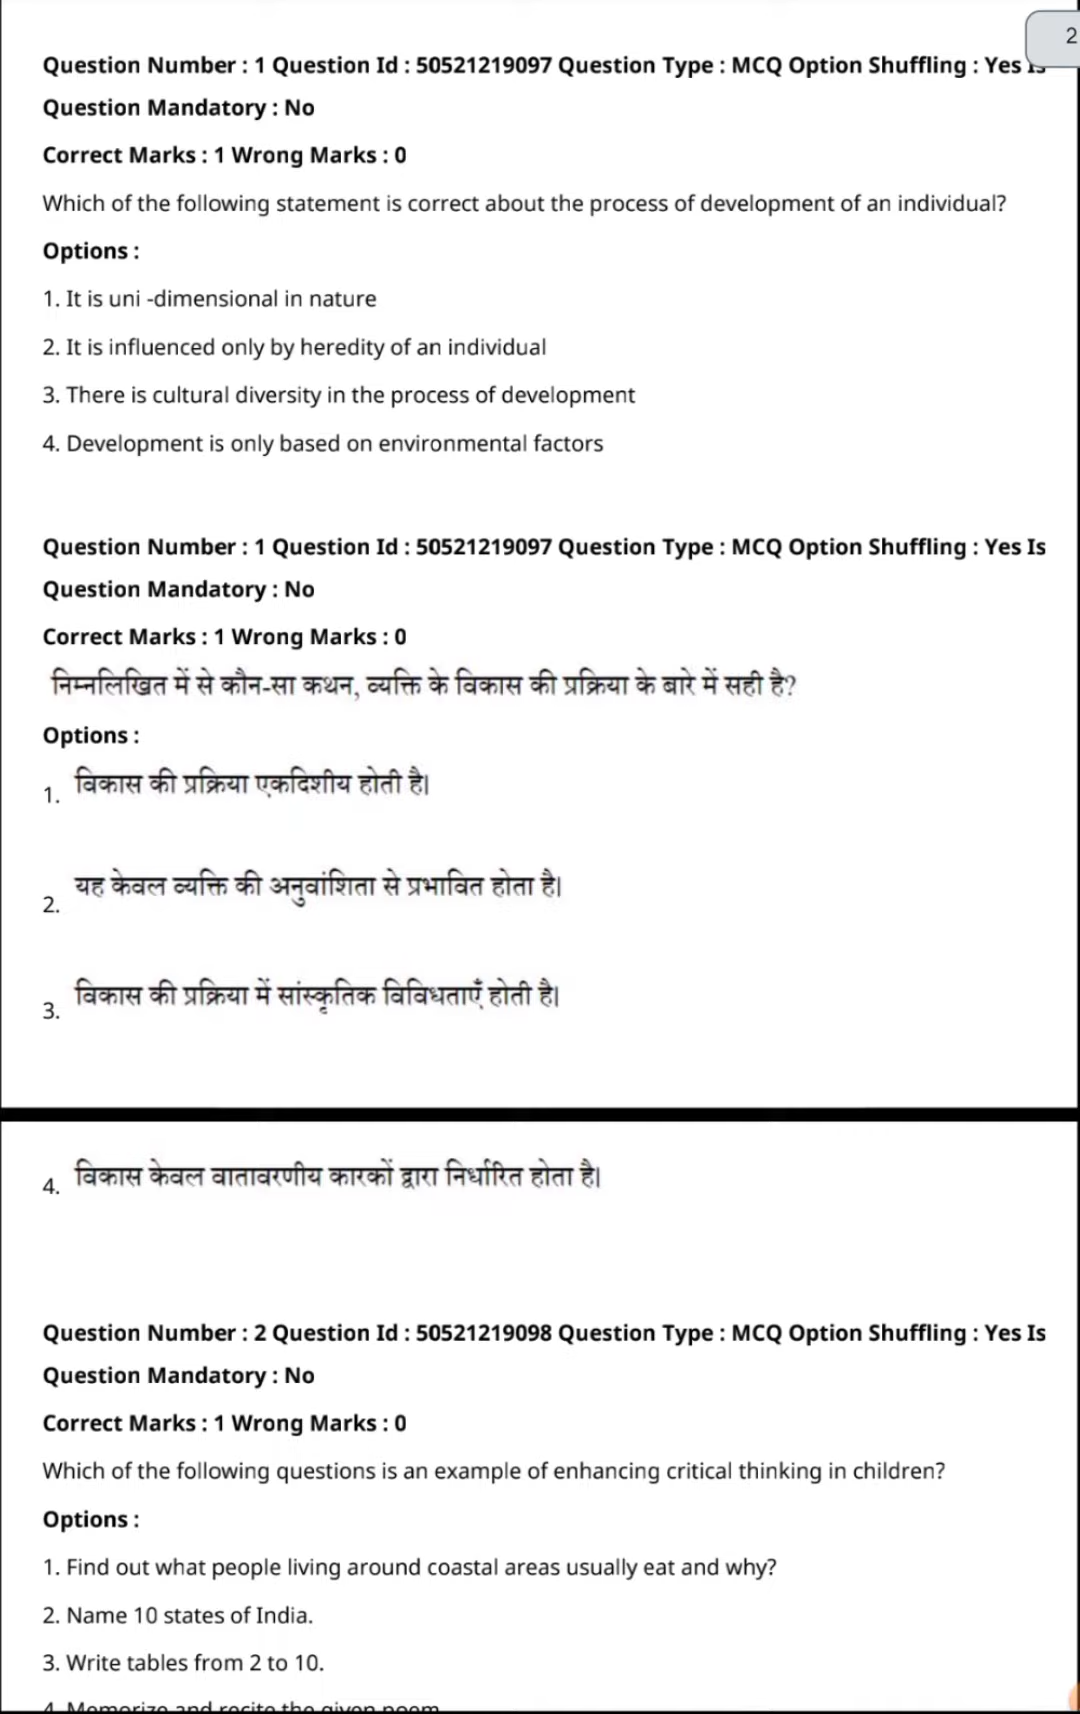 2
Question Number : 1 Question Id : 50521219097 Question Type : MCQ Option Shuffling : Yes Is
Question Mandatory : No
Correct Marks : 1 Wrong Marks : 0
Which of the following statement is correct about the process of development of an individual?
Options :
1. It is uni -dimensional in nature
2. It is influenced only by heredity of an individual
3. There is cultural diversity in the process of development
4. Development is only based on environmental factors
Question Number : 1 Question Id : 50521219097 Question Type : MCQ Option Shuffling : Yes Is
Question Mandatory : No
Correct Marks : 1 Wrong Marks : 0
निम्नलिखित में से कौन-सा कथन, व्यक्ति के विकास की प्रक्रिया के बारे में सही है?
Options :
1. विकास की प्रक्रिया एकदिशीय होती है।
2. यह केवल व्यक्ति की अनुवांशिता से प्रभावित होता है।
3. विकास की प्रक्रिया में सांस्कृतिक विविधताएँ होती है।
4. विकास केवल वातावरणीय कारकों द्वारा निर्धारित होता है।
Question Number : 2 Question Id : 50521219098 Question Type : MCQ Option Shuffling : Yes Is
Question Mandatory : No
Correct Marks : 1 Wrong Marks : 0
Which of the following questions is an example of enhancing critical thinking in children?
Options :
1. Find out what people living around coastal areas usually eat and why?
2. Name 10 states of India.
3. Write tables from 2 to 10.
4. Memorize and recite the given poem